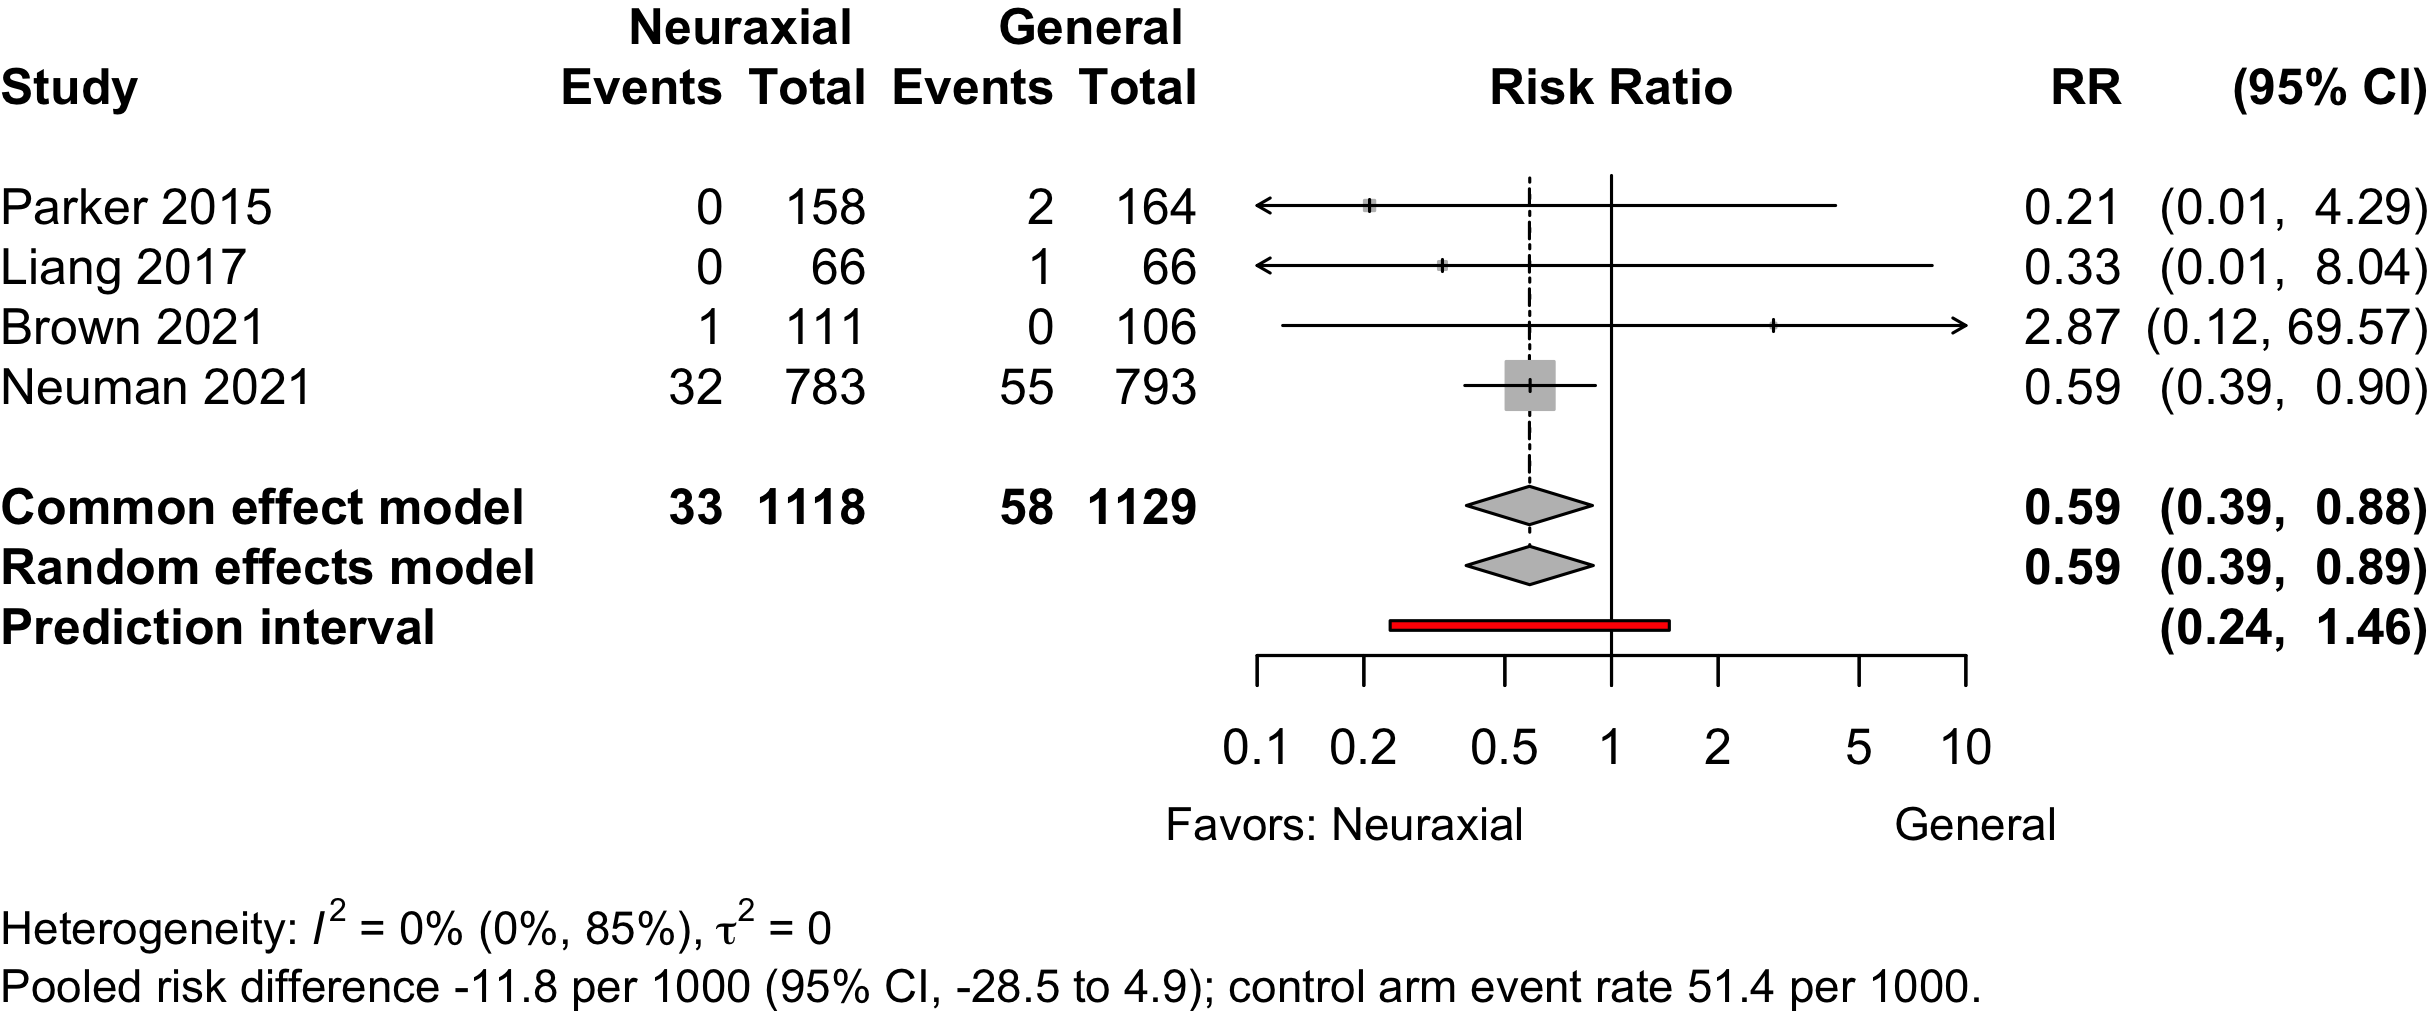 Neuraxial General
Study Events Total Events Total Risk Ratio RR (95% CI)
Parker 2015 0 158 2 164 0.21 (0.01, 4.29)
Liang 2017 0 66 1 66 0.33 (0.01, 8.04)
Brown 2021 1 111 0 106 2.87 (0.12, 69.57)
Neuman 2021 32 783 55 793 0.59 (0.39, 0.90)
Common effect model 33 1118 58 1129 0.59 (0.39, 0.88)
Random effects model 0.59 (0.39, 0.89)
Prediction interval (0.24, 1.46)
0.1 0.2 0.5 1 2 5 10
Favors: Neuraxial General
Heterogeneity: I² = 0% (0%, 85%), τ² = 0
Pooled risk difference -11.8 per 1000 (95% CI, -28.5 to 4.9); control arm event rate 51.4 per 1000.